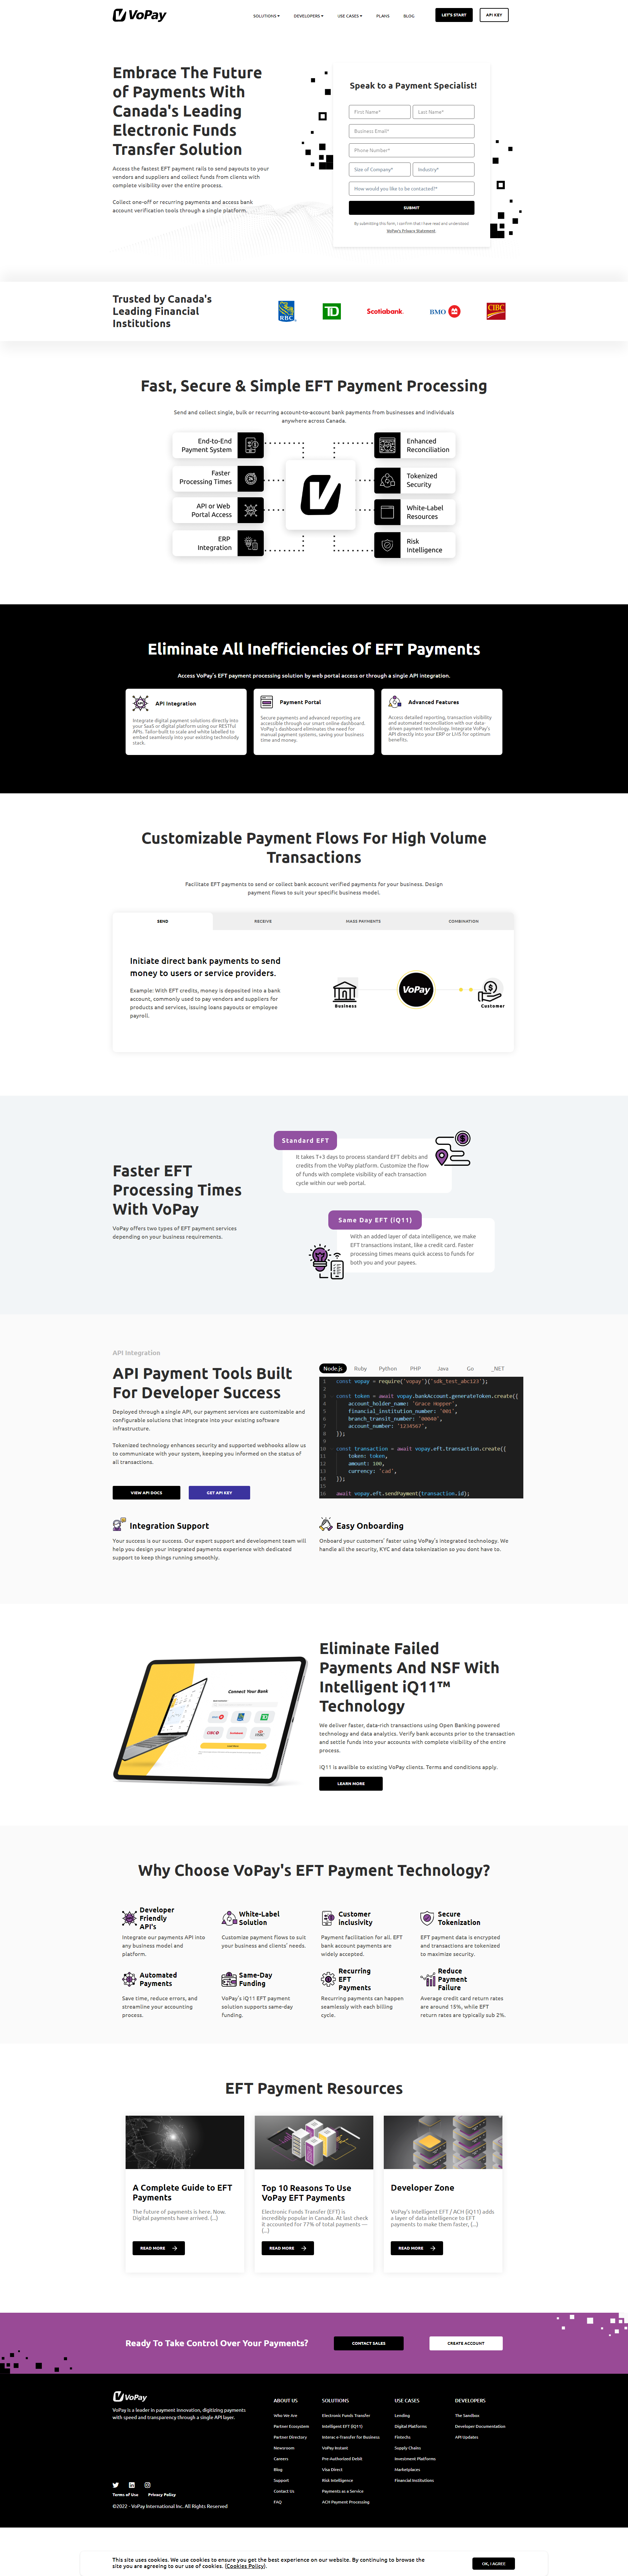 VoPay
SOLUTIONS
DEVELOPERS
USE CASES
PLANS
BLOG
LET'S START
API KEY
Embrace The Future
of Payments With
Canada's Leading
Electronic Funds
Transfer Solution
Access the fastest EFT payment rails to send payouts to your
vendors and suppliers and collect funds from clients with
complete visibility over the entire process.
Collect one-off or recurring payments and access bank
account verification tools through a single platform.
Speak to a Payment Specialist!
First Name*
Last Name*
Business Email*
Phone Number*
Size of Company*
Industry*
How would you like to be contacted?*
SUBMIT
By submitting this form, I confirm that I have read and understood
VoPay's Privacy Statement.
Trusted by Canada's
Leading Financial
Institutions
RBC
TD
Scotiabank
BMO
CIBC
Fast, Secure & Simple EFT Payment Processing
Send and collect single, bulk or recurring account-to-account bank payments from businesses and individuals
anywhere across Canada.
End-to-End
Payment System
Faster
Processing Times
API or Web
Portal Access
ERP
Integration
Enhanced
Reconciliation
Tokenized
Security
White-Label
Resources
Risk
Intelligence
Eliminate All Inefficiencies Of EFT Payments
Access VoPay's EFT payment processing solution by web portal access or through a single API integration.
API Integration
Integrate digital payment solutions directly into
your SaaS or digital platform using our RESTful
APIs. Tailor-built to scale and white labelled to
embed seamlessly into your existing technology
stack.
Payment Portal
Secure payments and advanced reporting are
accessible through our smart online dashboard.
VoPay's dashboard eliminates the need for
manual payment systems, saving your business
time and money.
Advanced Features
Access detailed reporting, transaction visibility
and automated reconciliation with our data-
driven payment technology. Integrate VoPay's
API directly into your ERP or LMS for optimum
benefits.
Customizable Payment Flows For High Volume
Transactions
Facilitate EFT payments to send or collect bank account verified payments for your business. Design
payment flows to suit your specific business model.
SEND
RECEIVE
MASS PAYMENTS
COMBINATION
Initiate direct bank payments to send
money to users or service providers.
Example: With EFT credits, money is deposited into a bank
account, commonly used to pay vendors and suppliers for
products and services, issuing loans payouts or employee
payroll.
Business
VoPay
Customer
Faster EFT
Processing Times
With VoPay
VoPay offers two types of EFT payment services
depending on your business requirements.
Standard EFT
It takes T+3 days to process standard EFT debits and
credits from the VoPay platform. Customize the flow
of funds with complete visibility of each transaction
cycle within our web portal.
Same Day EFT (iQ11)
With an added layer of data intelligence, we make
EFT transactions instant, like a credit card. Faster
processing times means quick access to funds for
both you and your payees.
API Integration
API Payment Tools Built
For Developer Success
Deployed through a single API, our payment services are customizable and
configurable solutions that integrate into your existing software
infrastructure.
Tokenized technology enhances security and supported webhooks allow us
to communicate with your system, keeping you informed on the status of
all transactions.
VIEW API DOCS
GET API KEY
Node.js
Ruby
Python
PHP
Java
Go
_NET
1 const vopay = require('vopay')('sdk_test_abc123');
2
3 const token = await vopay.bankAccount.generateToken.create({
4 account_holder_name: 'Grace Hopper',
5 financial_institution_number: '001',
6 branch_transit_number: '00040',
7 account_number: '1234567',
8 });
9
10 const transaction = await vopay.eft.transaction.create({
11 token: token,
12 amount: 100,
13 currency: 'cad',
14 });
15
16 await vopay.eft.sendPayment(transaction.id);
Integration Support
Your success is our success. Our expert support and development team will
help you design your integrated payments experience with dedicated
support to keep things running smoothly.
Easy Onboarding
Onboard your customers' faster using VoPay's integrated technology. We
handle all the security, KYC and data tokenization so you dont have to.
Connect Your Bank
Eliminate Failed
Payments And NSF With
Intelligent iQ11™
Technology
We deliver faster, data-rich transactions using Open Banking powered
technology and data analytics. Verify bank accounts prior to the transaction
and settle funds into your accounts with complete visibility of the entire
process.
IQ11 is availble to existing VoPay clients. Terms and conditions apply.
LEARN MORE
Why Choose VoPay's EFT Payment Technology?
Developer
Friendly
API's
Integrate our payments API into
any business model and
platform.
White-Label
Solution
Customize payment flows to suit
your business and clients' needs.
Customer
inclusivity
Payment facilitation for all. EFT
bank account payments are
widely accepted.
Secure
Tokenization
EFT payment data is encrypted
and transactions are tokenized
to maximize security.
Automated
Payments
Save time, reduce errors, and
streamline your accounting
process.
Same-Day
Funding
VoPay's iQ11 EFT payment
solution supports same-day
funding.
Recurring
EFT
Payments
Recurring payments can happen
seamlessly with each billing
cycle.
Reduce
Payment
Failure
Average credit card return rates
are around 15%, while EFT
return rates are typically sub 2%.
EFT Payment Resources
A Complete Guide to EFT
Payments
The future of payments is here. Now.
Digital payments have arrived. (...)
READ MORE
Top 10 Reasons To Use
VoPay EFT Payments
Electronic Funds Transfer (EFT) is
incredibly popular in Canada. At last check
it accounted for 77% of total payments —
(...)
READ MORE
Developer Zone
VoPay's Intelligent EFT / ACH (iQ11) adds
a layer of data intelligence to EFT
payments to make them faster, (...)
READ MORE
Ready To Take Control Over Your Payments?
CONTACT SALES
CREATE ACCOUNT
VoPay
VoPay is a leader in payment innovation, digitizing payments
with speed and transparency through a single API layer.
Terms of Use
Privacy Policy
©2022 - VoPay International Inc. All Rights Reserved
ABOUT US
Who We Are
Partner Ecosystem
Partner Directory
Newsroom
Careers
Blog
Support
Contact Us
FAQ
SOLUTIONS
Electronic Funds Transfer
Intelligent EFT (iQ11)
Interac e-Transfer for Business
VoPay Instant
Pre-Authorized Debit
Visa Direct
Risk Intelligence
Payments as a Service
ACH Payment Processing
USE CASES
Lending
Digital Platforms
Fintechs
Supply Chains
Investment Platforms
Marketplaces
Financial Institutions
DEVELOPERS
The Sandbox
Developer Documentation
API Updates
This site uses cookies. We use cookies to ensure you get the best experience on our website. By continuing to browse the
site you are agreeing to our use of cookies. (Cookies Policy).
OK, I AGREE